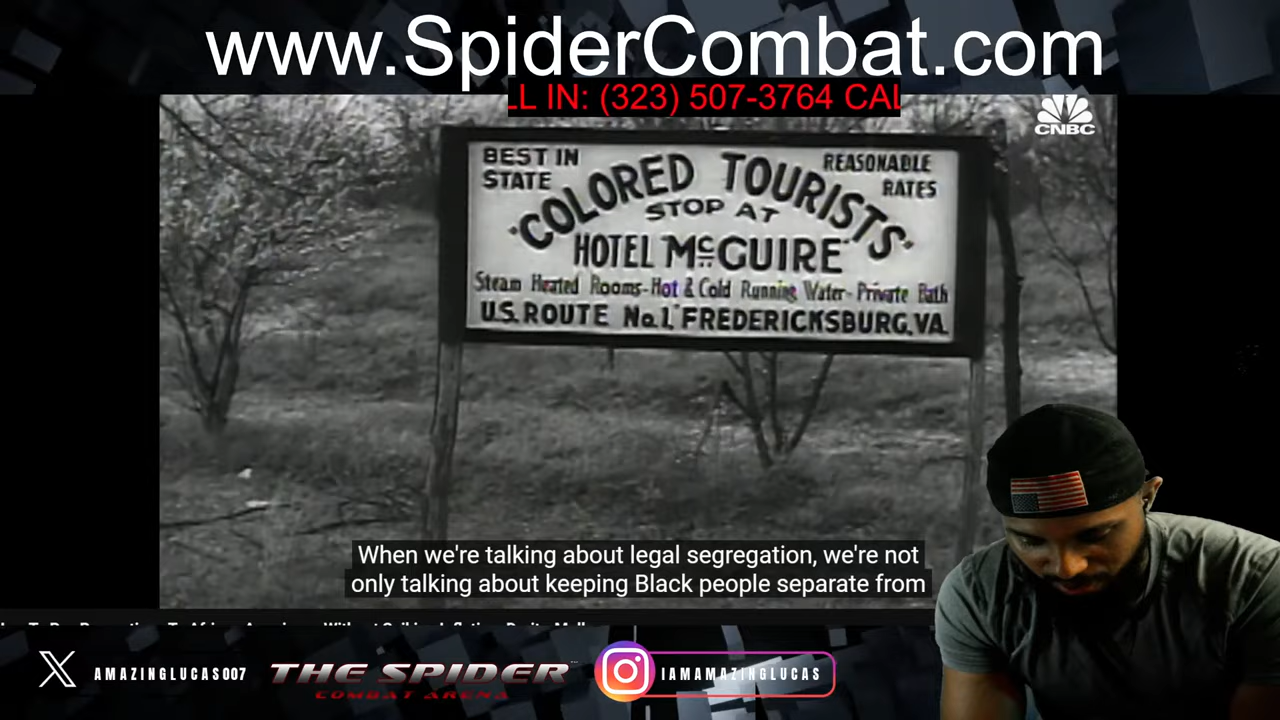 www.SpiderCombat.com
LL IN: (323) 507-3764 CAL
CNBC
BEST IN
STATE
REASONABLE
RATES
"COLORED TOURISTS"
STOP AT
HOTEL McGUIRE
Steam Heated Rooms-Hot & Cold Running Water-Private Bath
U.S. ROUTE No.1, FREDERICKSBURG, VA.
When we're talking about legal segregation, we're not
only talking about keeping Black people separate from
AMAZINGLUCAS007
THE SPIDER
COMBAT ARENA
IAMAMAZINGLUCAS